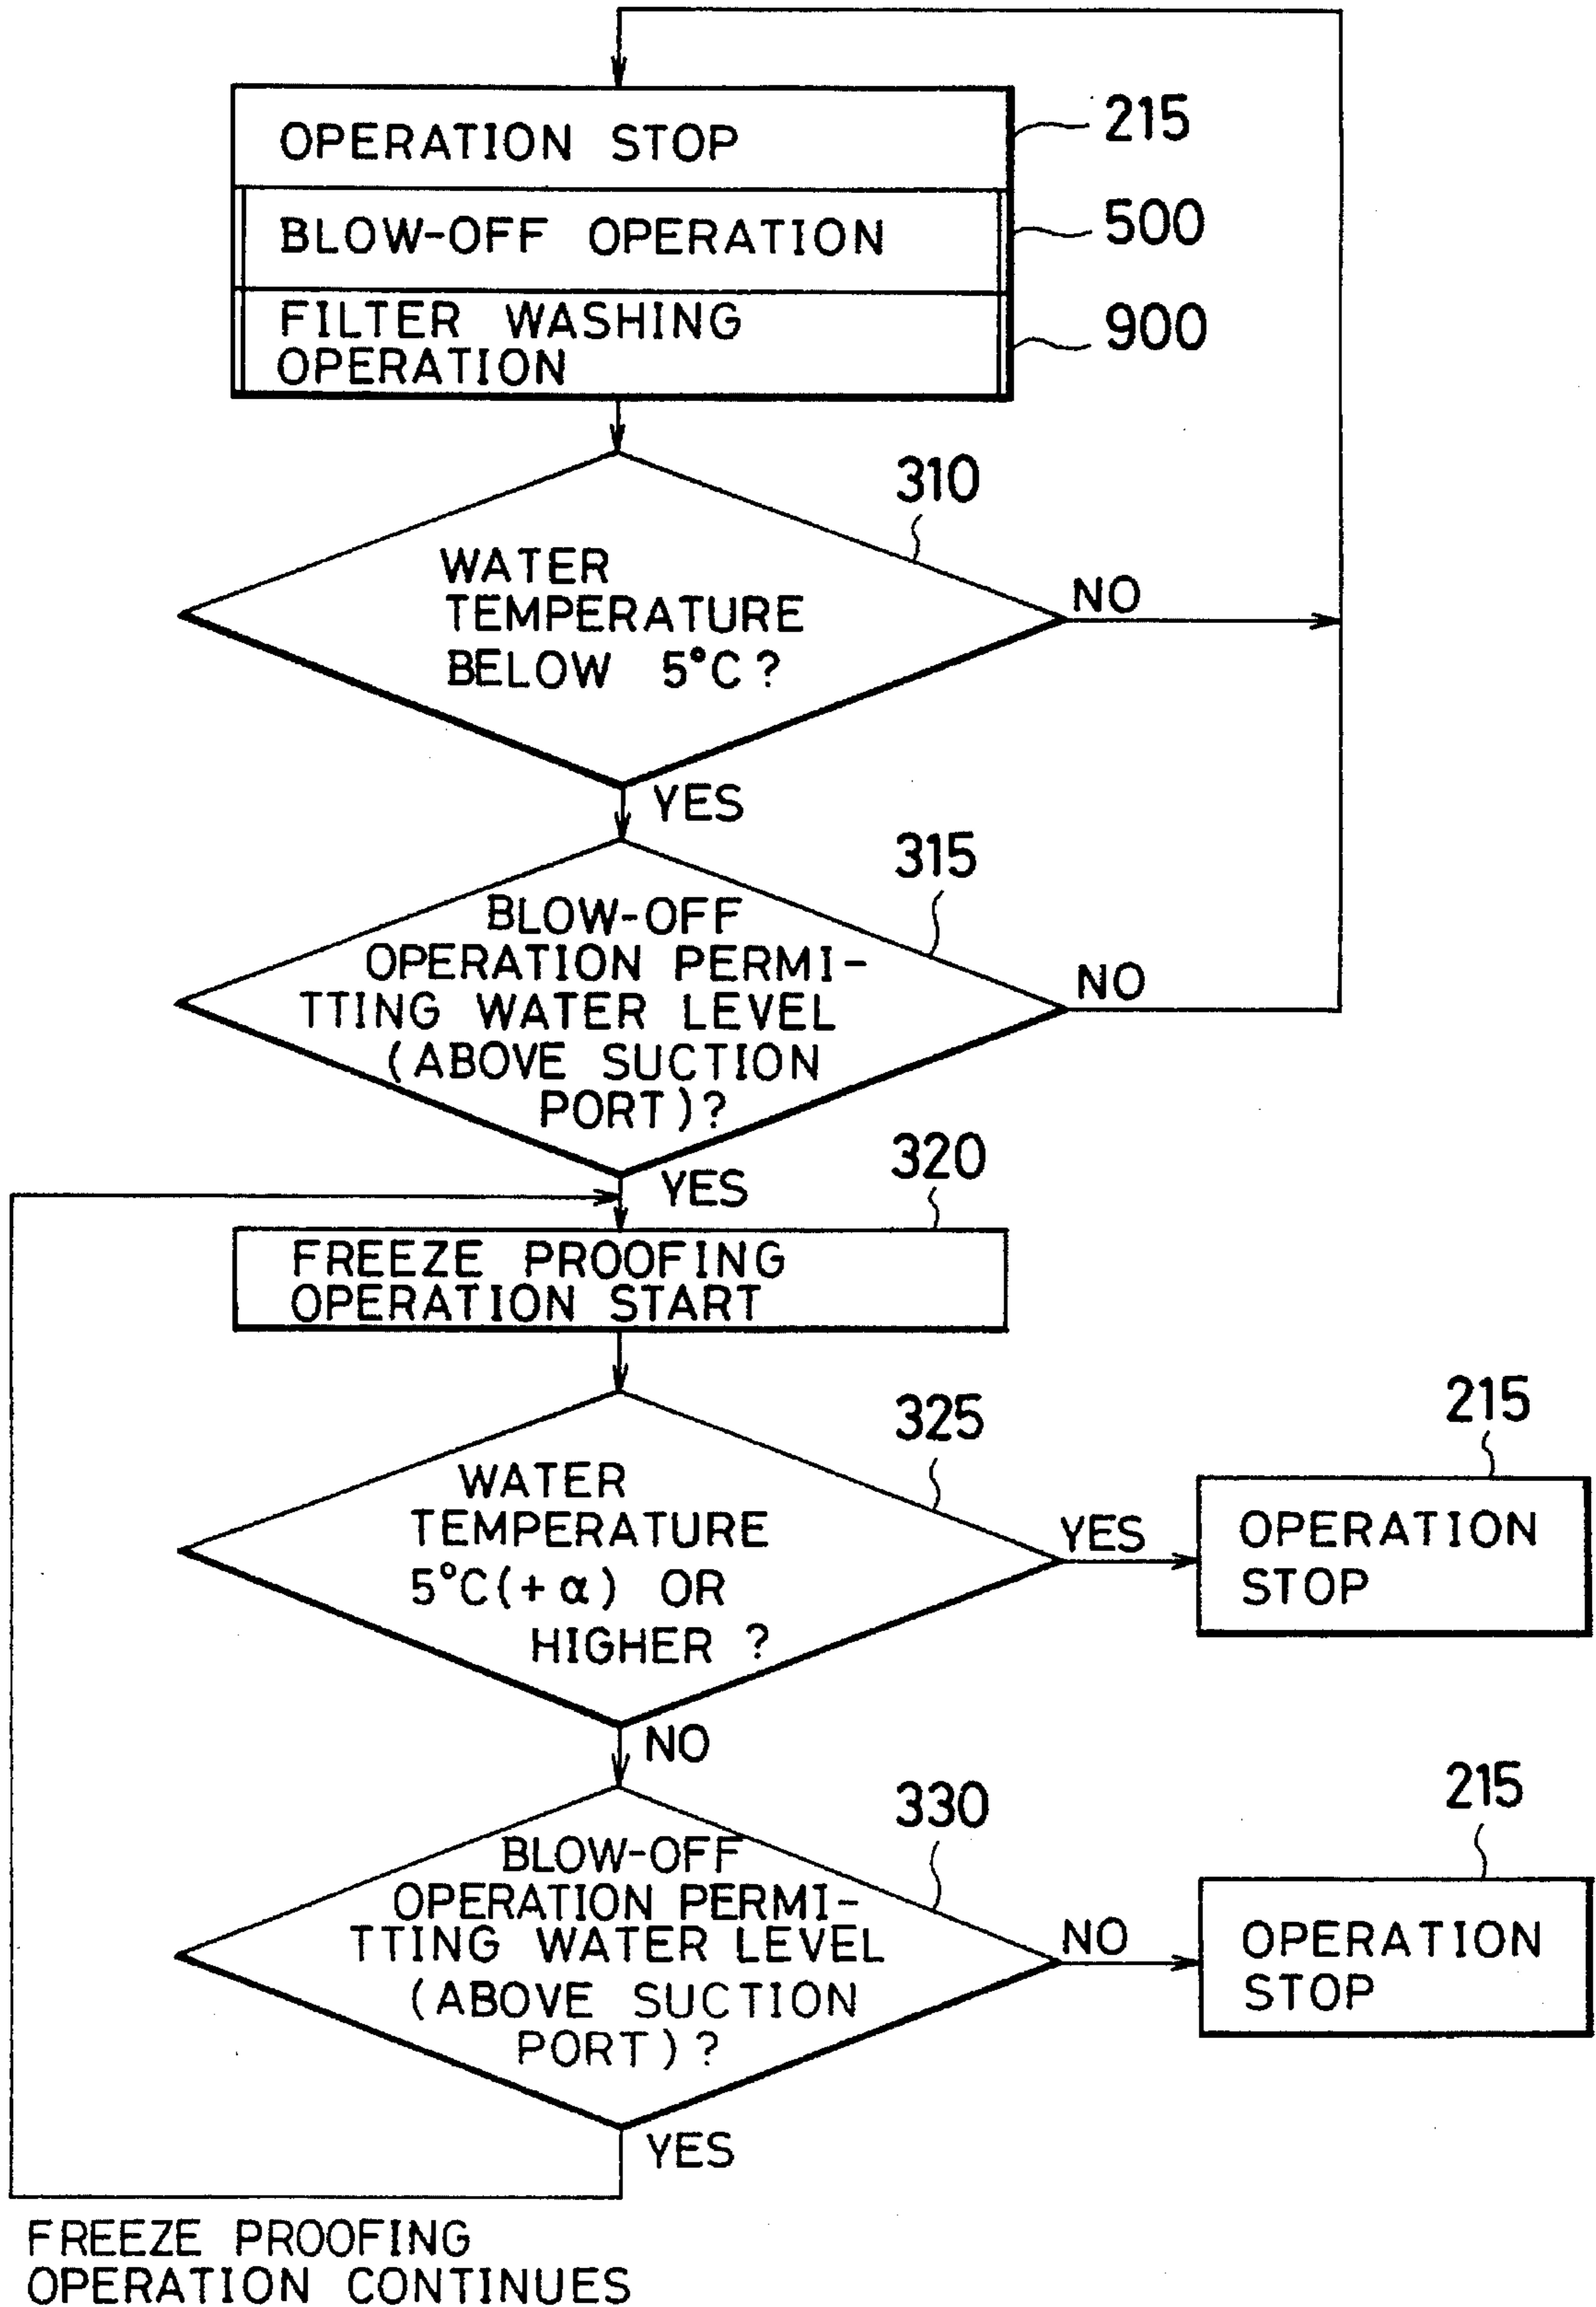 OPERATION STOP
215
BLOW-OFF OPERATION
500
FILTER WASHING
OPERATION
900
310
WATER
TEMPERATURE
BELOW 5°C?
NO
YES
315
BLOW-OFF
OPERATION PERMI-
TTING WATER LEVEL
(ABOVE SUCTION
PORT)?
NO
YES
320
FREEZE PROOFING
OPERATION START
325
WATER
TEMPERATURE
5°C(+α) OR
HIGHER ?
YES
215
OPERATION
STOP
NO
330
BLOW-OFF
OPERATION PERMI-
TTING WATER LEVEL
(ABOVE SUCTION
PORT)?
NO
215
OPERATION
STOP
YES
FREEZE PROOFING
OPERATION CONTINUES